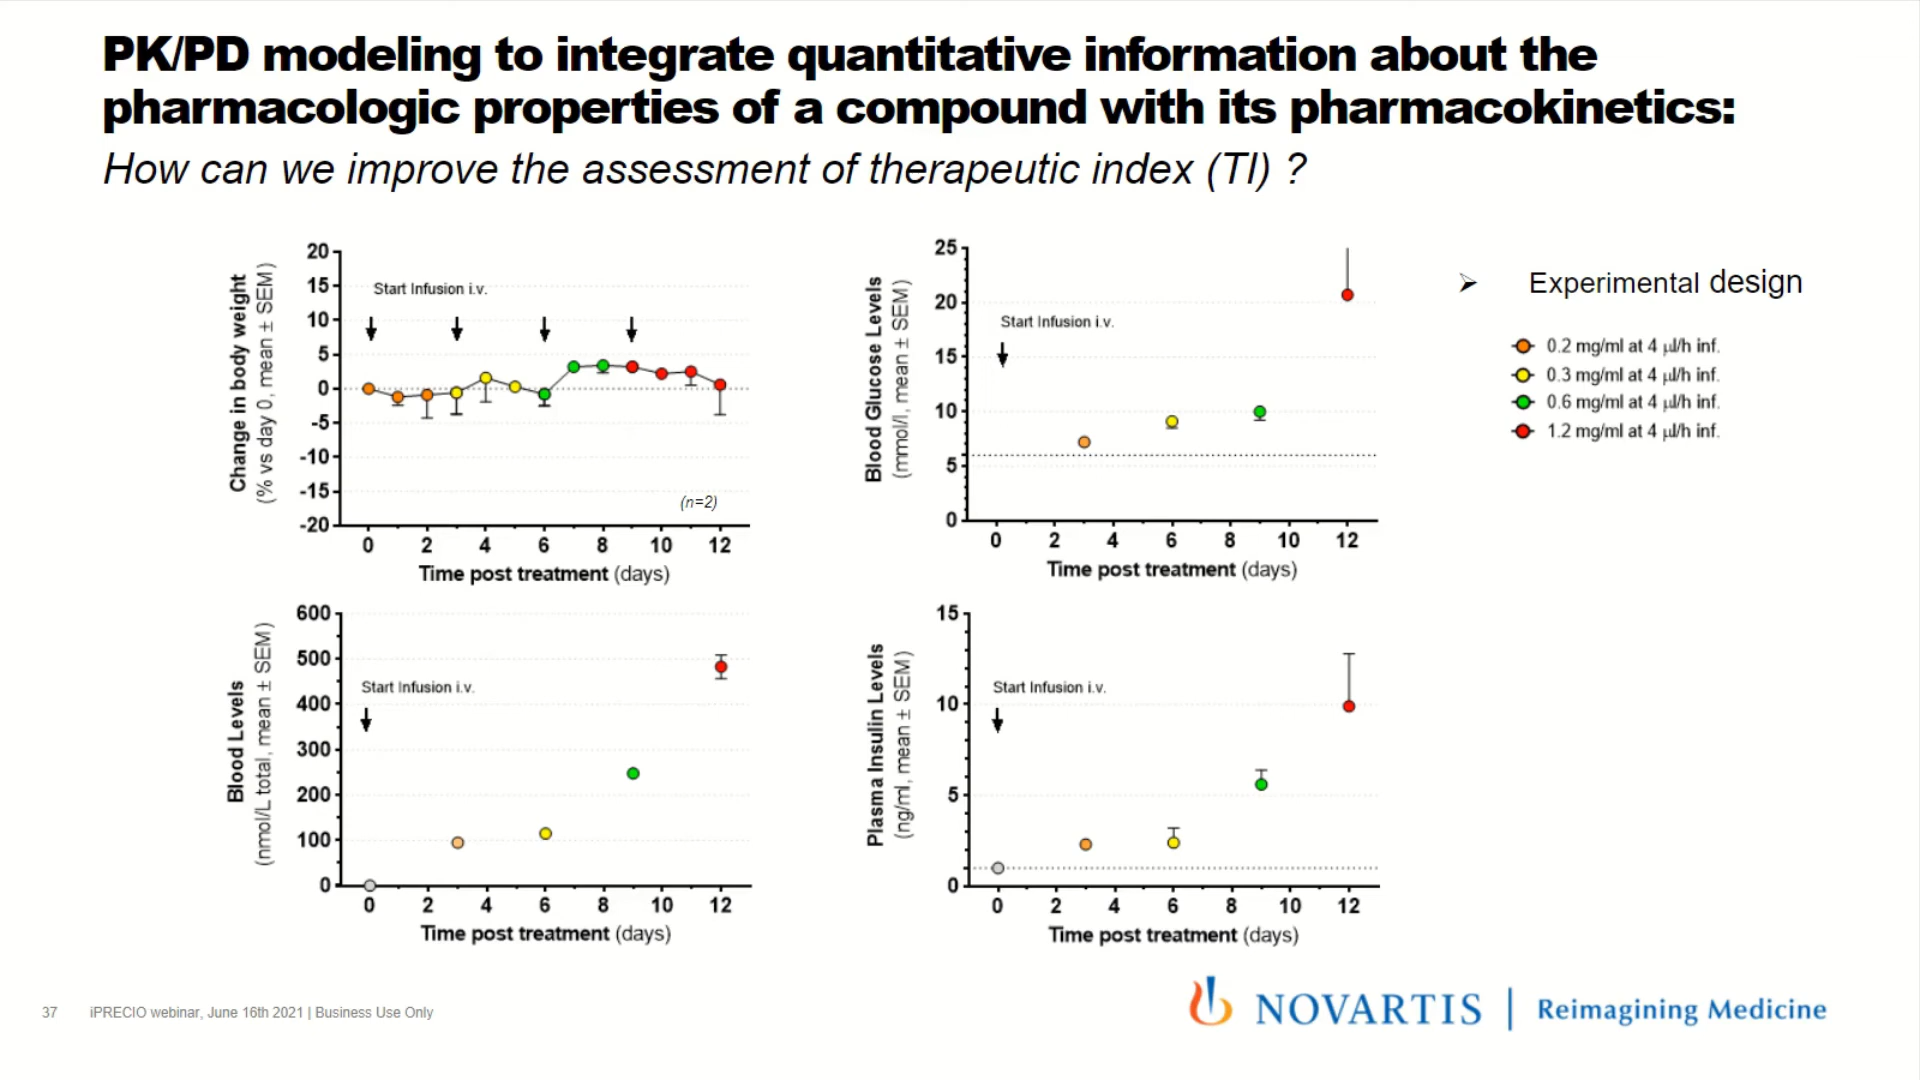 PK/PD modeling to integrate quantitative information about the
pharmacologic properties of a compound with its pharmacokinetics:
How can we improve the assessment of therapeutic index (TI) ?
Change in body weight
(% vs day 0, mean ± SEM)
20
15
10
5
0
-5
-10
-15
-20
Start Infusion i.v.
(n=2)
0 2 4 6 8 10 12
Time post treatment (days)
Blood Glucose Levels
(mmol/l, mean ± SEM)
25
20
15
10
5
0
Start Infusion i.v.
0 2 4 6 8 10 12
Time post treatment (days)
➢ Experimental design
0.2 mg/ml at 4 µl/h inf.
0.3 mg/ml at 4 µl/h inf.
0.6 mg/ml at 4 µl/h inf.
1.2 mg/ml at 4 µl/h inf.
Blood Levels
(nmol/L total, mean ± SEM)
600
500
400
300
200
100
0
Start Infusion i.v.
0 2 4 6 8 10 12
Time post treatment (days)
Plasma Insulin Levels
(ng/ml, mean ± SEM)
15
10
5
0
Start Infusion i.v.
0 2 4 6 8 10 12
Time post treatment (days)
37 iPRECIO webinar, June 16th 2021 | Business Use Only
NOVARTIS | Reimagining Medicine